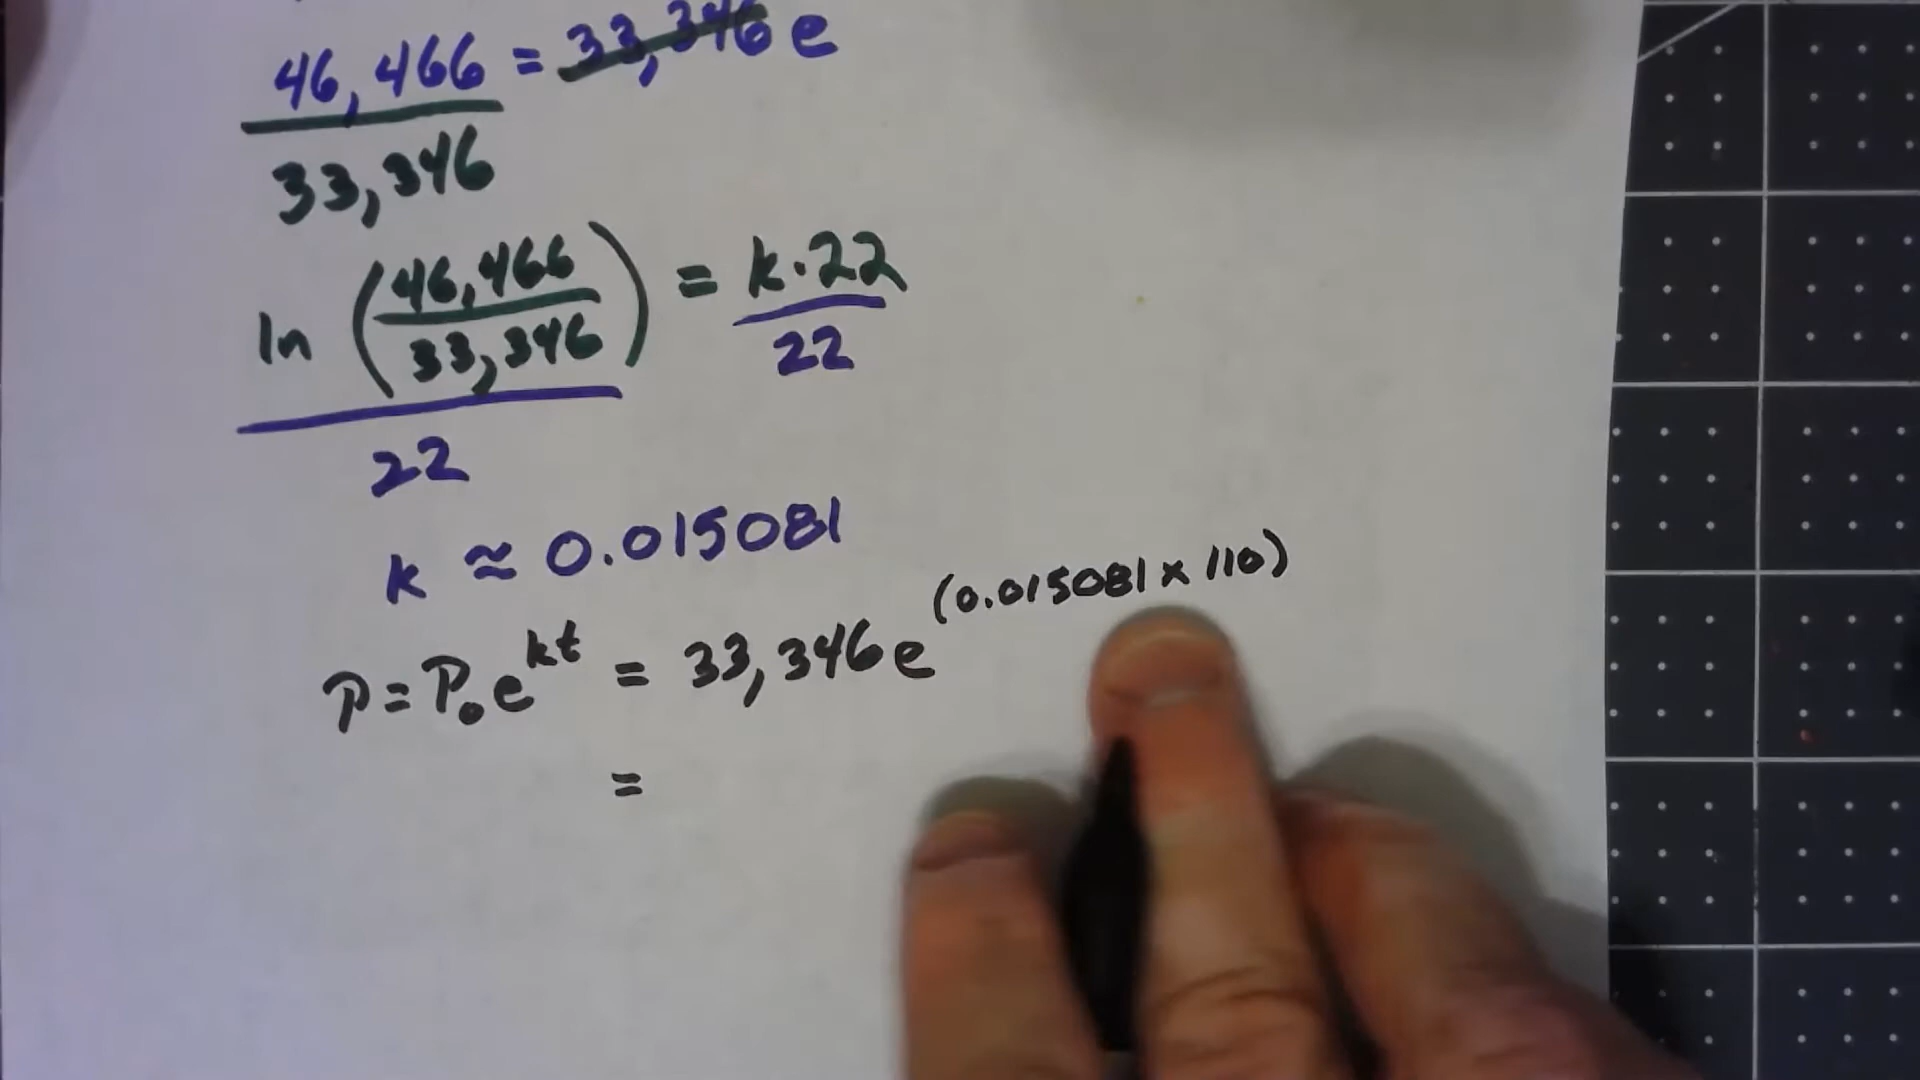 46,466 = 33,346 e
33,346
ln (46,466 / 33,346) = k·22
22 22
k ≈ 0.015081
P = P₀e^kt = 33,346e^(0.015081 × 110)
=